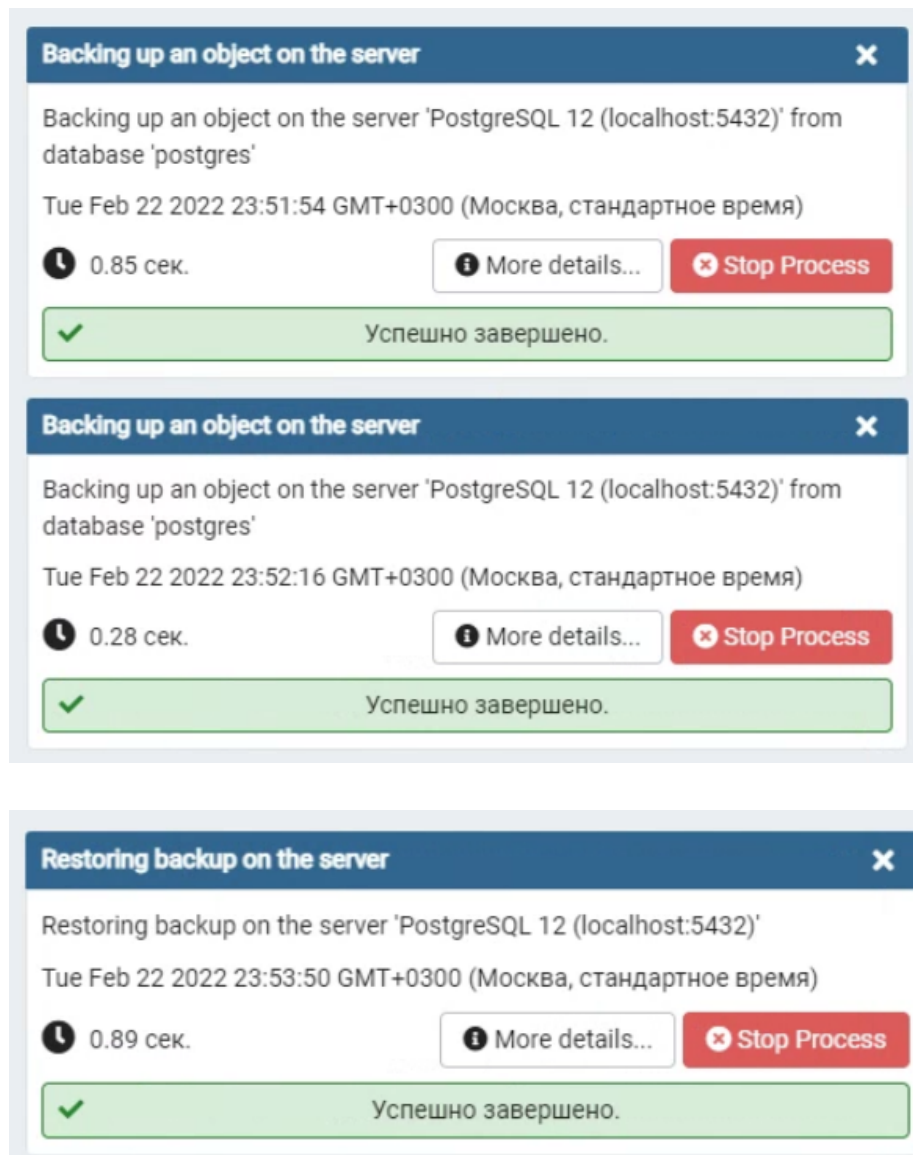 Backing up an object on the server
Backing up an object on the server 'PostgreSQL 12 (localhost:5432)' from
database 'postgres'
Tue Feb 22 2022 23:51:54 GMT+0300 (Москва, стандартное время)
0.85 сек.
More details...
Stop Process
Успешно завершено.
Backing up an object on the server
Backing up an object on the server 'PostgreSQL 12 (localhost:5432)' from
database 'postgres'
Tue Feb 22 2022 23:52:16 GMT+0300 (Москва, стандартное время)
0.28 сек.
More details...
Stop Process
Успешно завершено.
Restoring backup on the server
Restoring backup on the server 'PostgreSQL 12 (localhost:5432)'
Tue Feb 22 2022 23:53:50 GMT+0300 (Москва, стандартное время)
0.89 сек.
More details...
Stop Process
Успешно завершено.